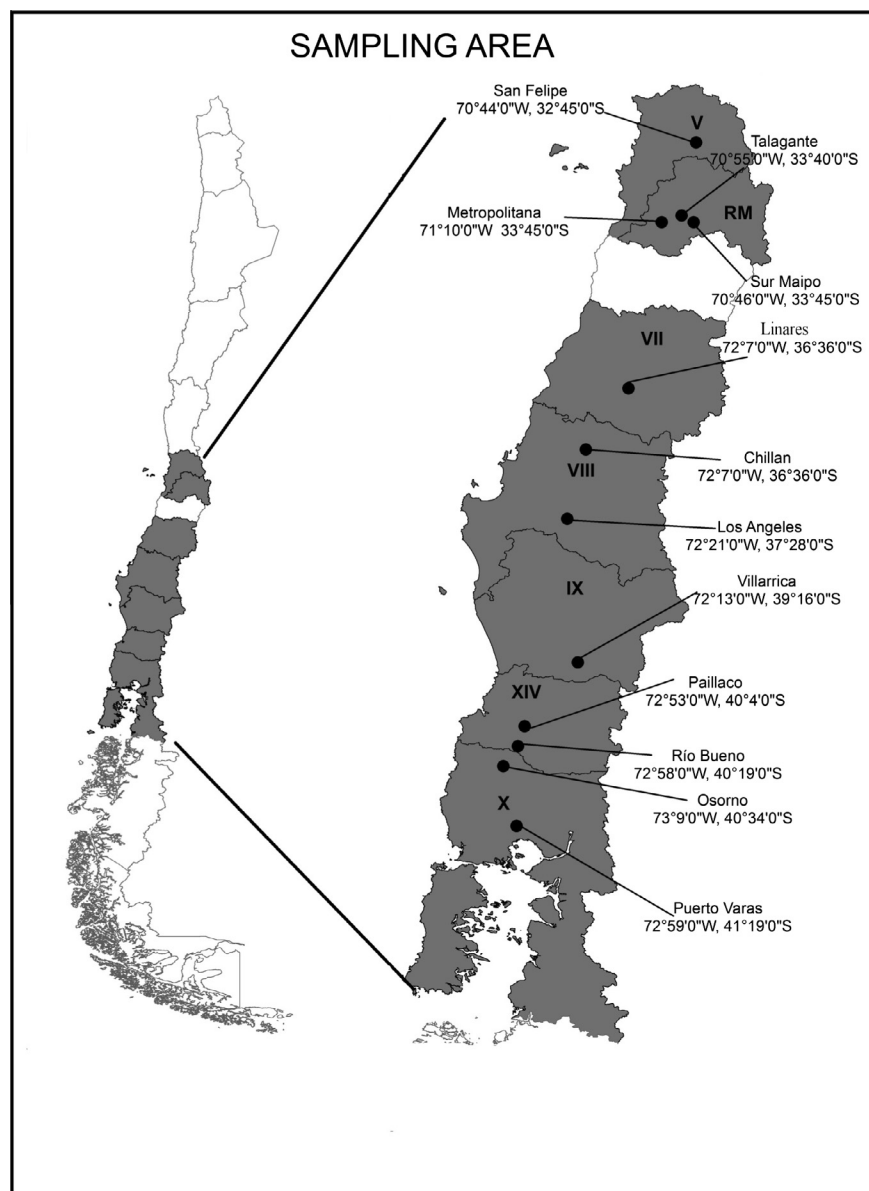 SAMPLING AREA
San Felipe
70°44'0"W, 32°45'0"S
V
Talagante
70°55'0"W, 33°40'0"S
Metropolitana
71°10'0"W 33°45'0"S
RM
Sur Maipo
70°46'0"W, 33°45'0"S
VII
Linares
72°7'0"W, 36°36'0"S
Chillan
72°7'0"W, 36°36'0"S
VIII
Los Angeles
72°21'0"W, 37°28'0"S
IX
Villarrica
72°13'0"W, 39°16'0"S
XIV
Paillaco
72°53'0"W, 40°4'0"S
Río Bueno
72°58'0"W, 40°19'0"S
Osorno
73°9'0"W, 40°34'0"S
X
Puerto Varas
72°59'0"W, 41°19'0"S